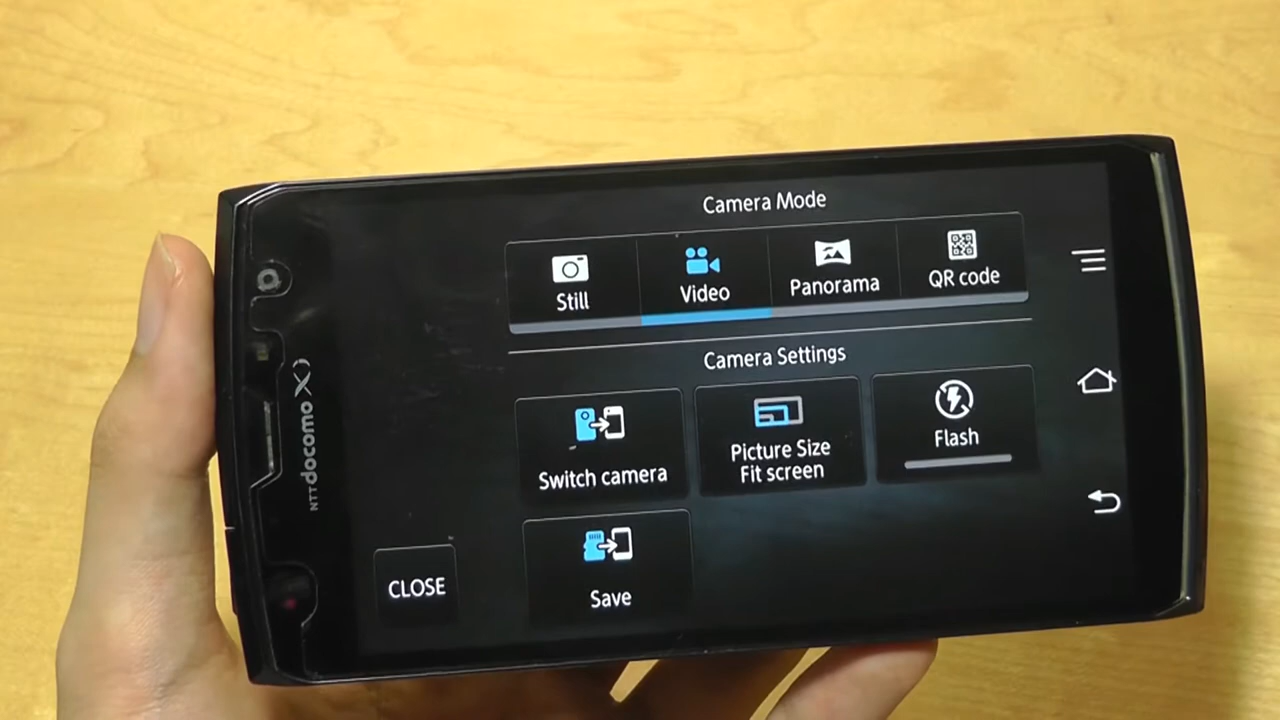 NTT docomo X)
Camera Mode
Still
Video
Panorama
QR code
Camera Settings
Switch camera
Picture Size
Fit screen
Flash
Save
CLOSE